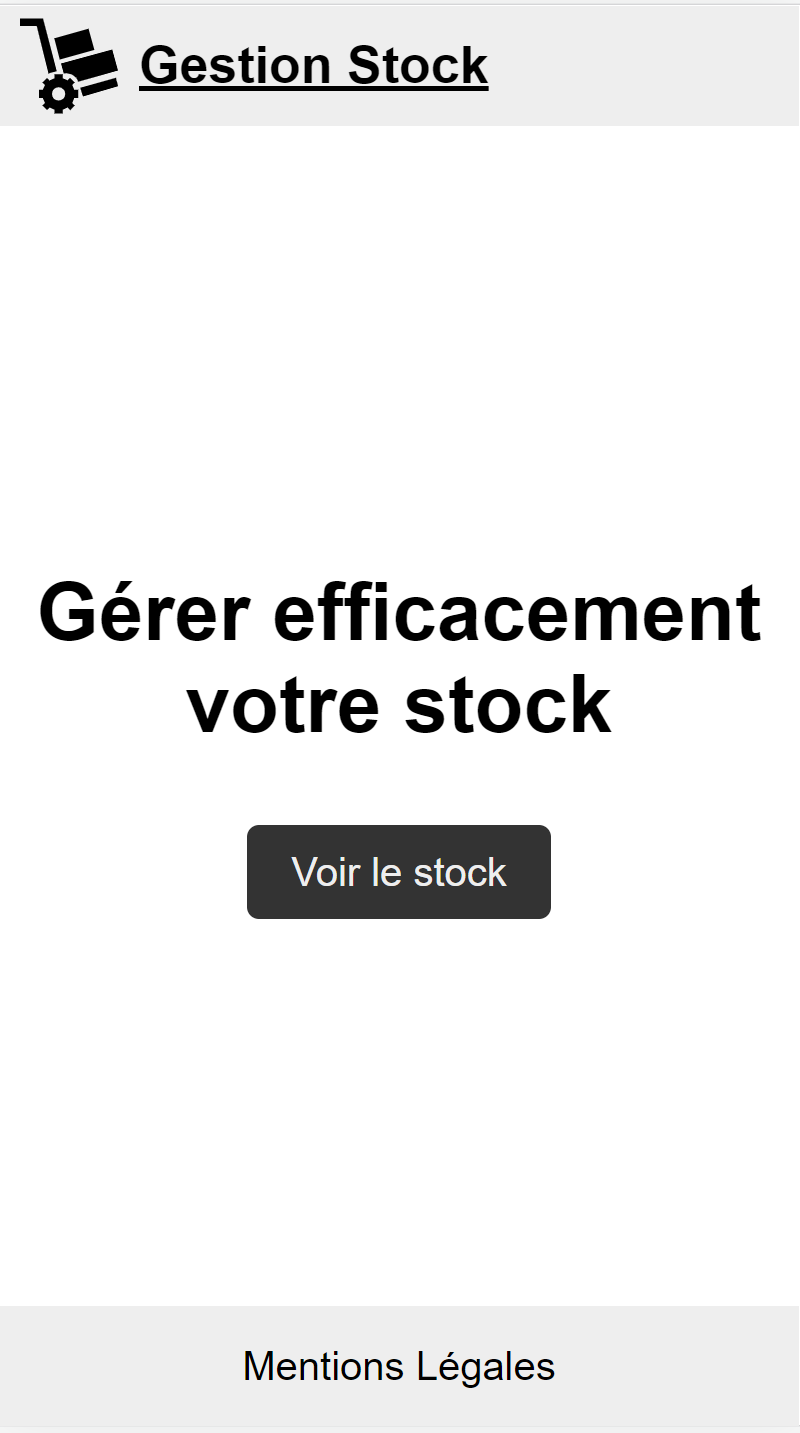 Gestion Stock
Gérer efficacement
votre stock
Voir le stock
Mentions Légales